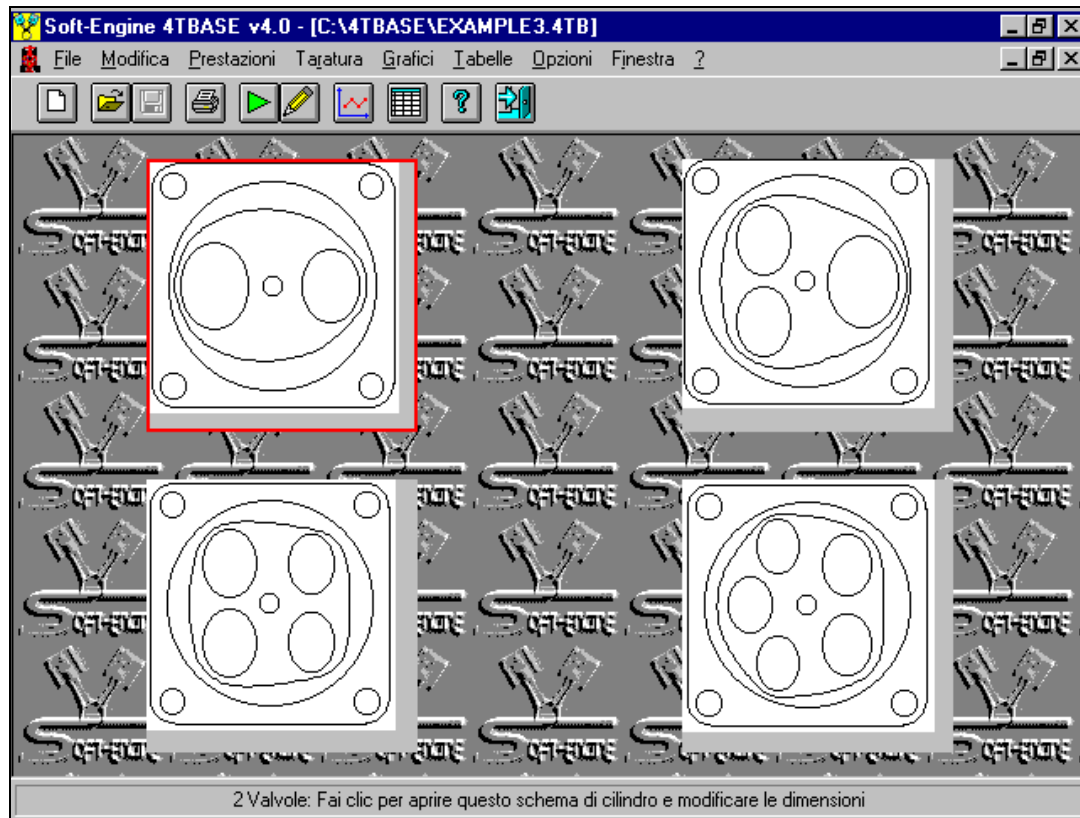 Soft-Engine 4TBASE v4.0 - [C:\4TBASE\EXAMPLE3.4TB]
File Modifica Prestazioni Taratura Grafici Tabelle Opzioni Finestra ?
2 Valvole: Fai clic per aprire questo schema di cilindro e modificare le dimensioni